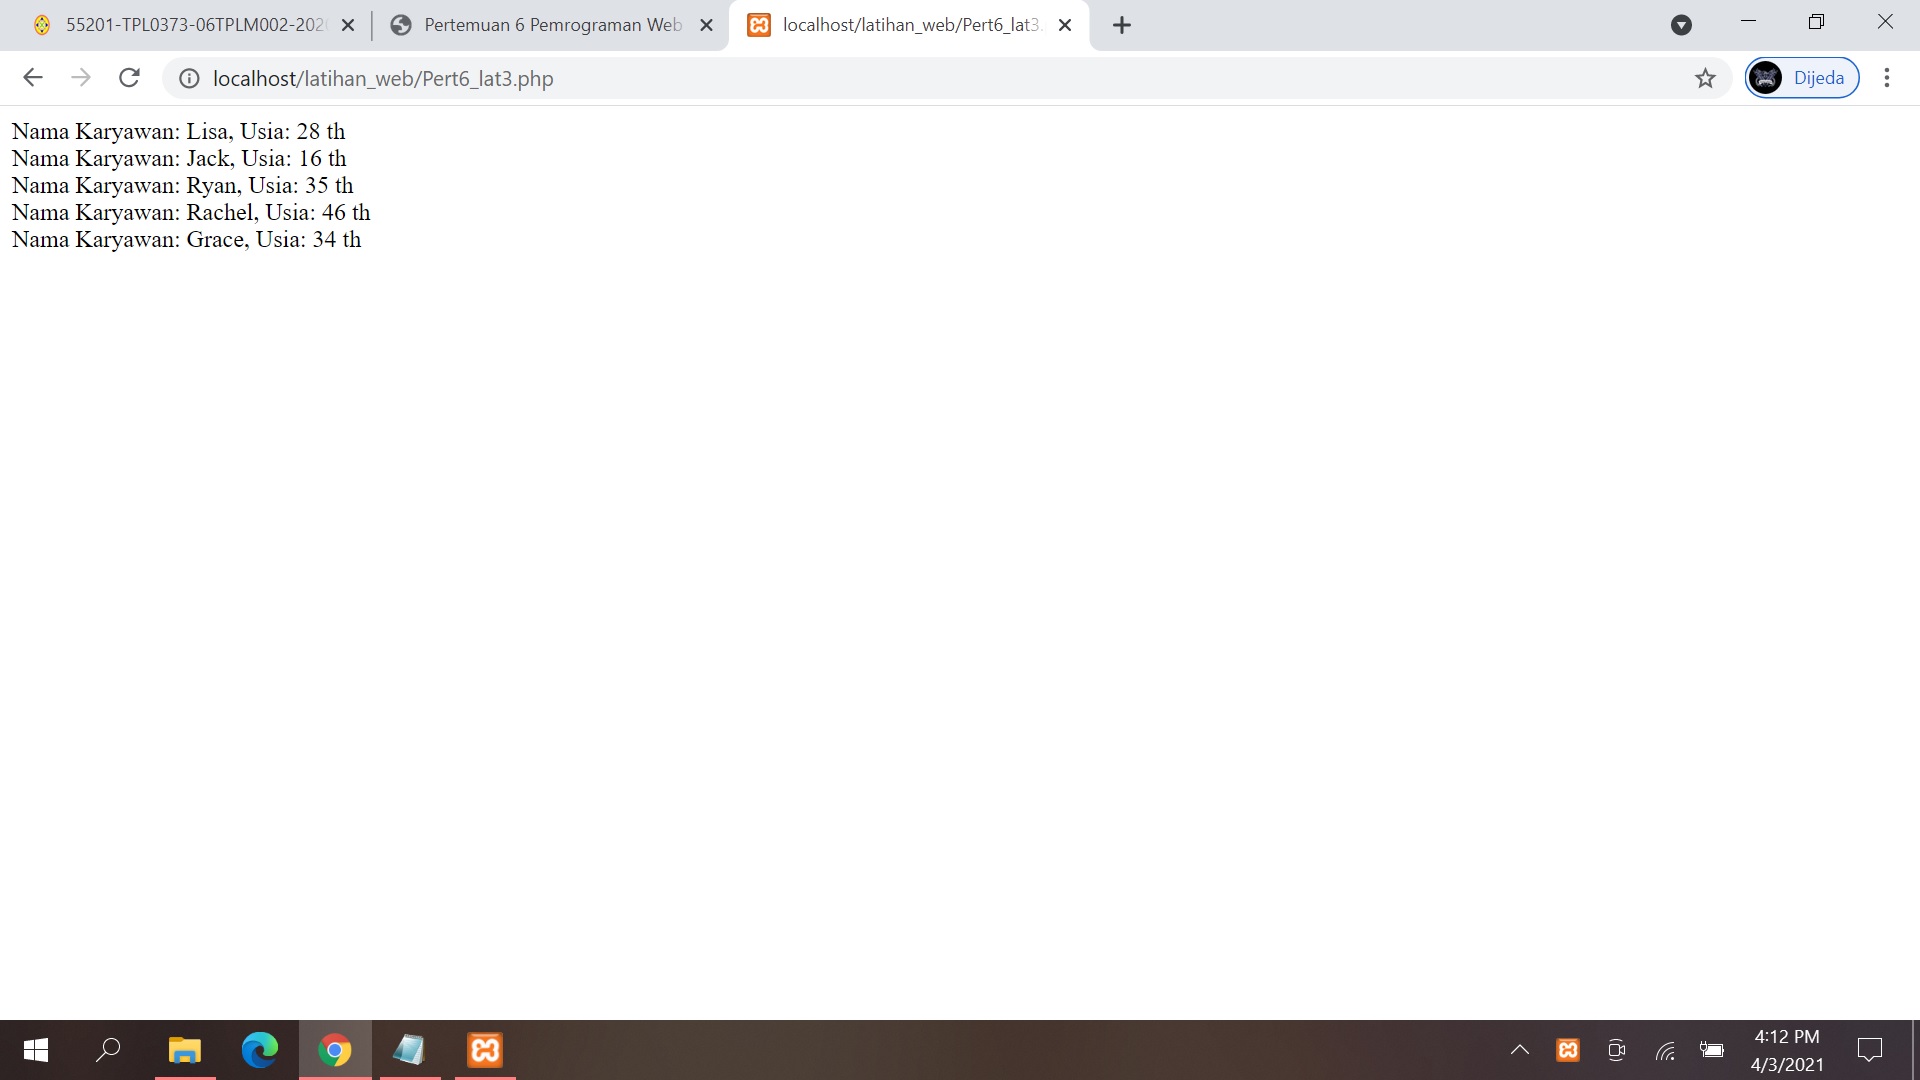 55201-TPL0373-06TPLM002-202
Pertemuan 6 Pemrograman Web
localhost/latihan_web/Pert6_lat3.
localhost/latihan_web/Pert6_lat3.php
Dijeda
Nama Karyawan: Lisa, Usia: 28 th
Nama Karyawan: Jack, Usia: 16 th
Nama Karyawan: Ryan, Usia: 35 th
Nama Karyawan: Rachel, Usia: 46 th
Nama Karyawan: Grace, Usia: 34 th
4:12 PM
4/3/2021